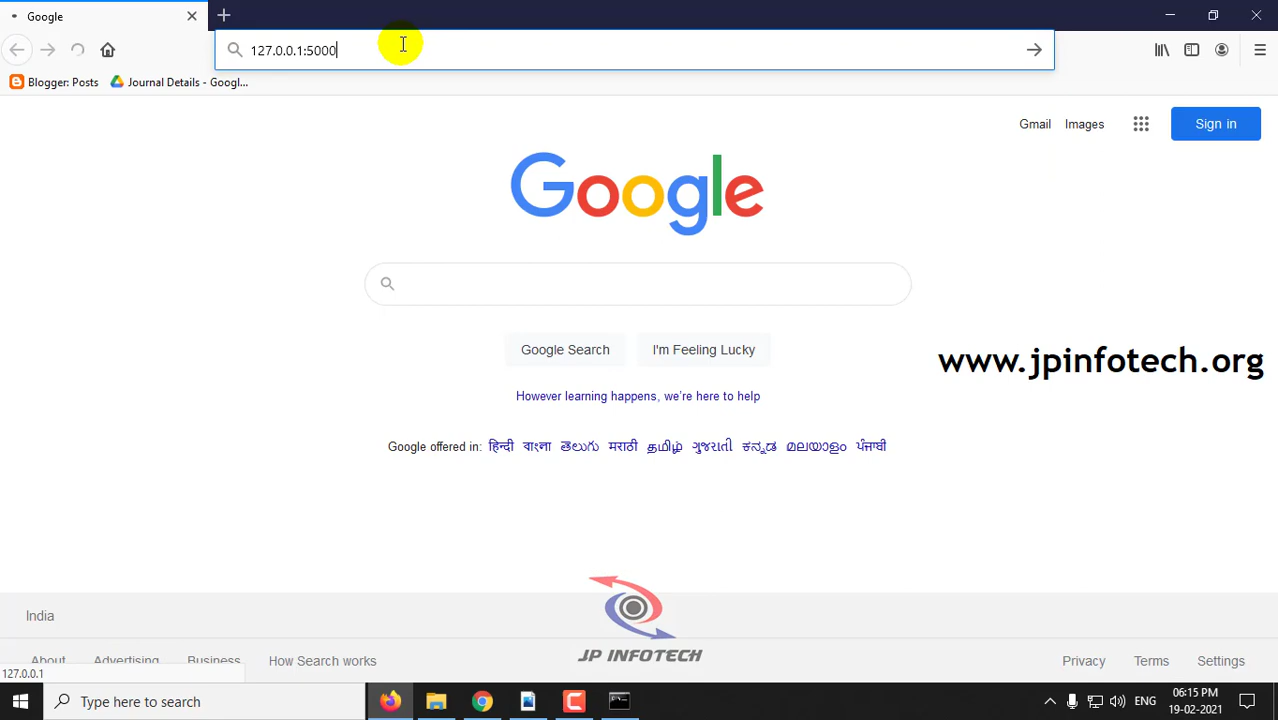 Google
127.0.0.1:5000
Blogger: Posts
Journal Details - Googl...
Gmail
Images
Sign in
Google
Google Search
I'm Feeling Lucky
www.jpinfotech.org
However learning happens, we're here to help
Google offered in: हिन्दी বাংলা తెలుగు मराठी தமிழ் ગુજરાતી ಕನ್ನಡ മലയാളം ਪੰਜਾਬੀ
India
JP INFOTECH
About
Advertising
Business
How Search works
Privacy
Terms
Settings
127.0.0.1
Type here to search
ENG
06:15 PM
19-02-2021